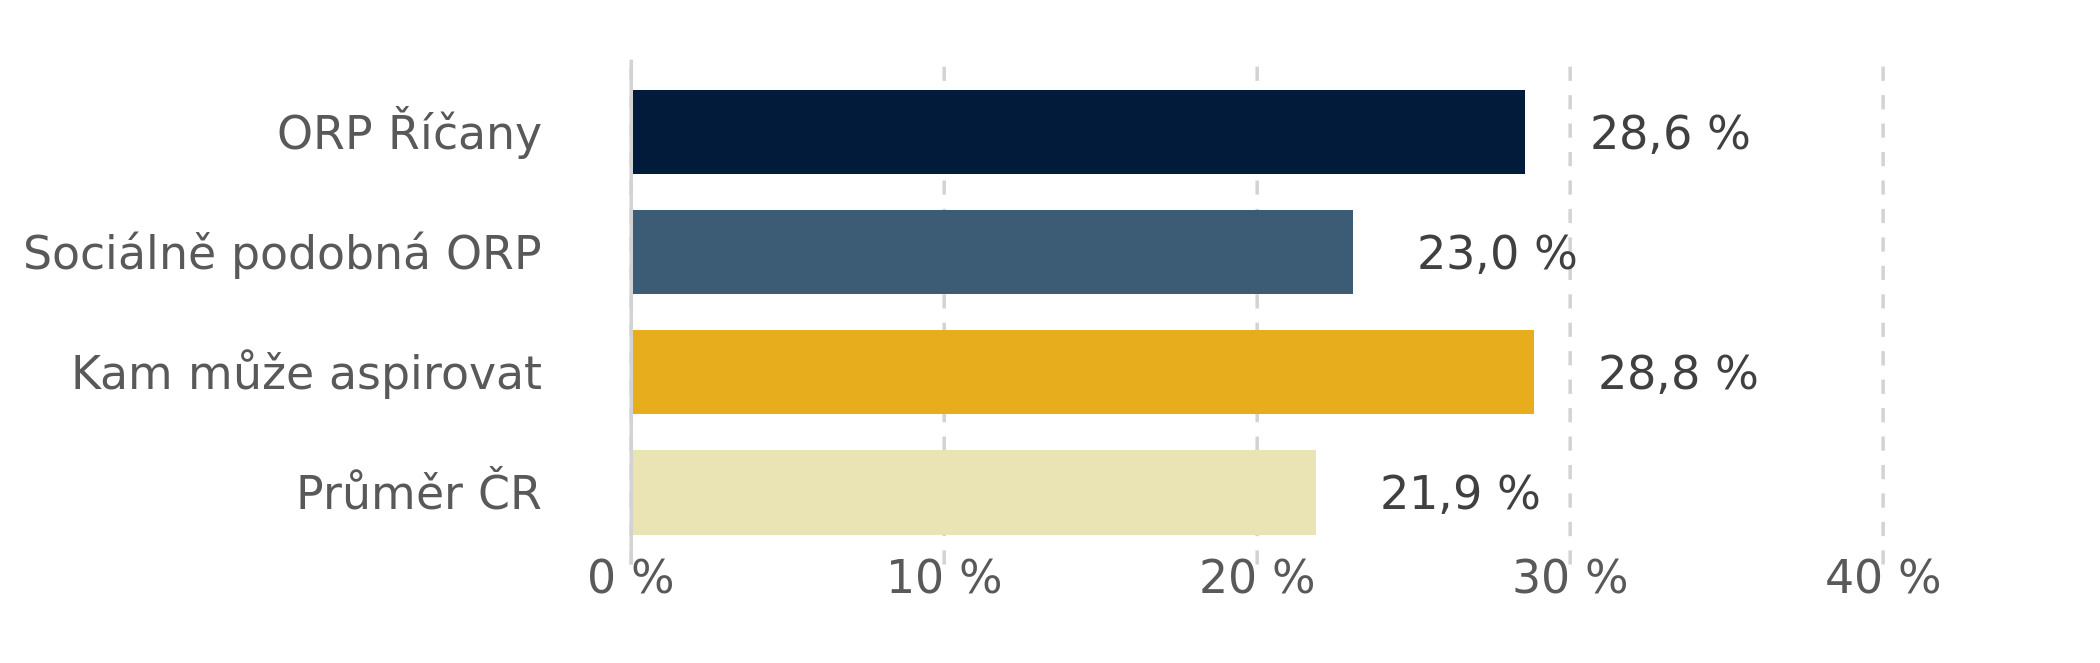 ORP Říčany
28,6 %
Sociálně podobná ORP
23,0 %
Kam může aspirovat
28,8 %
Průměr ČR
21,9 %
0 %
10 %
20 %
30 %
40 %